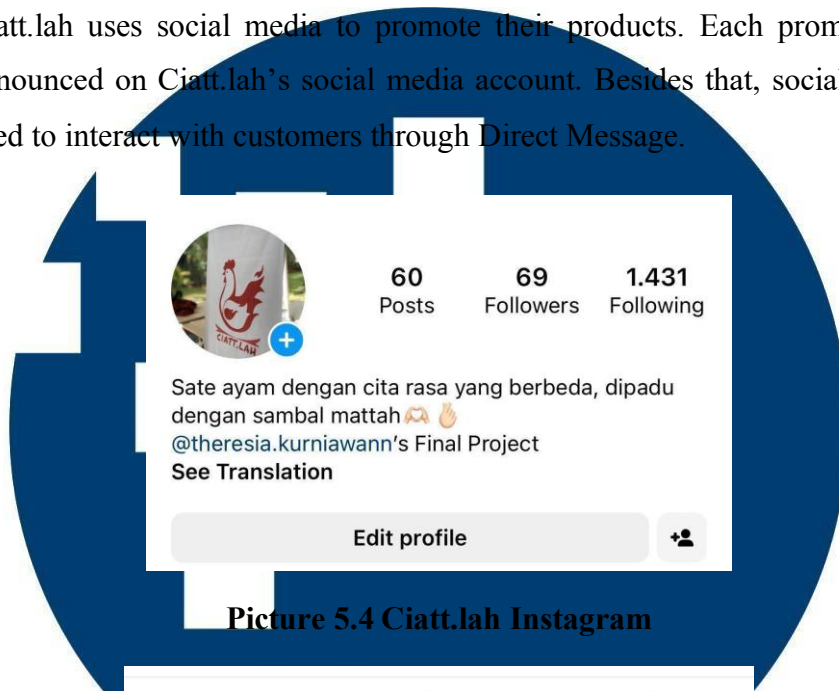 att.lah uses social media to promote their products. Each prom
nounced on Ciatt.lah’s social media account. Besides that, social
ed to interact with customers through Direct Message.
CIATT.LAH
60 69 1.431
Posts Followers Following
Sate ayam dengan cita rasa yang berbeda, dipadu
dengan sambal mattah🫶🏻🫰🏻
@theresia.kurniawann’s Final Project
See Translation
Edit profile
Picture 5.4 Ciatt.lah Instagram